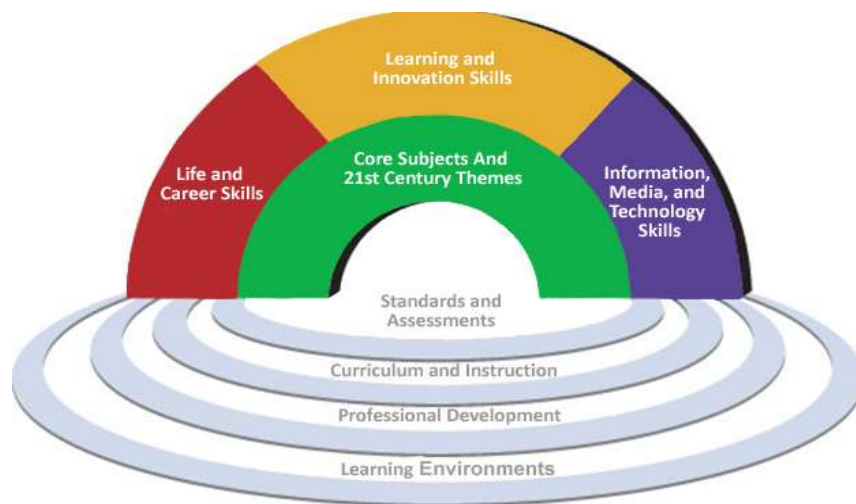 Learning and
Innovation Skills
Life and
Career Skills
Core Subjects And
21st Century Themes
Information,
Media, and
Technology
Skills
Standards and
Assessments
Curriculum and Instruction
Professional Development
Learning Environments